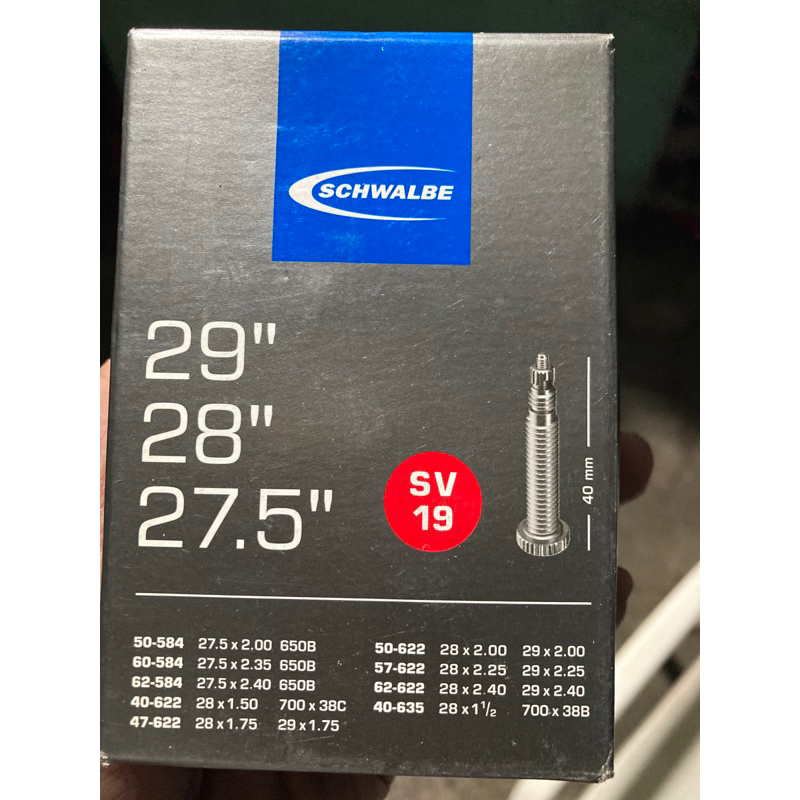 SCHWALBE
29"
28"
27.5"
SV
19
40 mm
50-584 27.5 x 2.00 650B
60-584 27.5 x 2.35 650B
62-584 27.5 x 2.40 650B
40-622 28 x 1.50 700 x 38C
47-622 28 x 1.75 29 x 1.75
50-622 28 x 2.00 29 x 2.00
57-622 28 x 2.25 29 x 2.25
62-622 28 x 2.40 29 x 2.40
40-635 28 x 1½ 700 x 38B